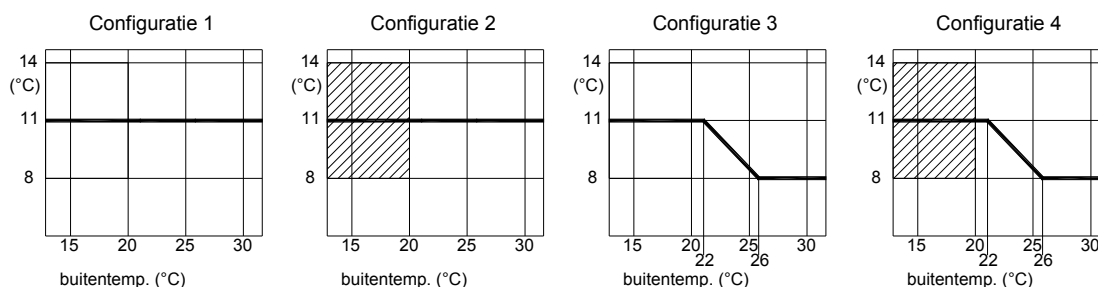 Configuratie 1
14
(°C)
11
8
15 20 25 30
buitentemp. (°C)
Configuratie 2
14
(°C)
11
8
15 20 25 30
buitentemp. (°C)
Configuratie 3
14
(°C)
11
8
15 20 25 30
22 26
buitentemp. (°C)
Configuratie 4
14
(°C)
11
8
15 20 25 30
22 26
buitentemp. (°C)